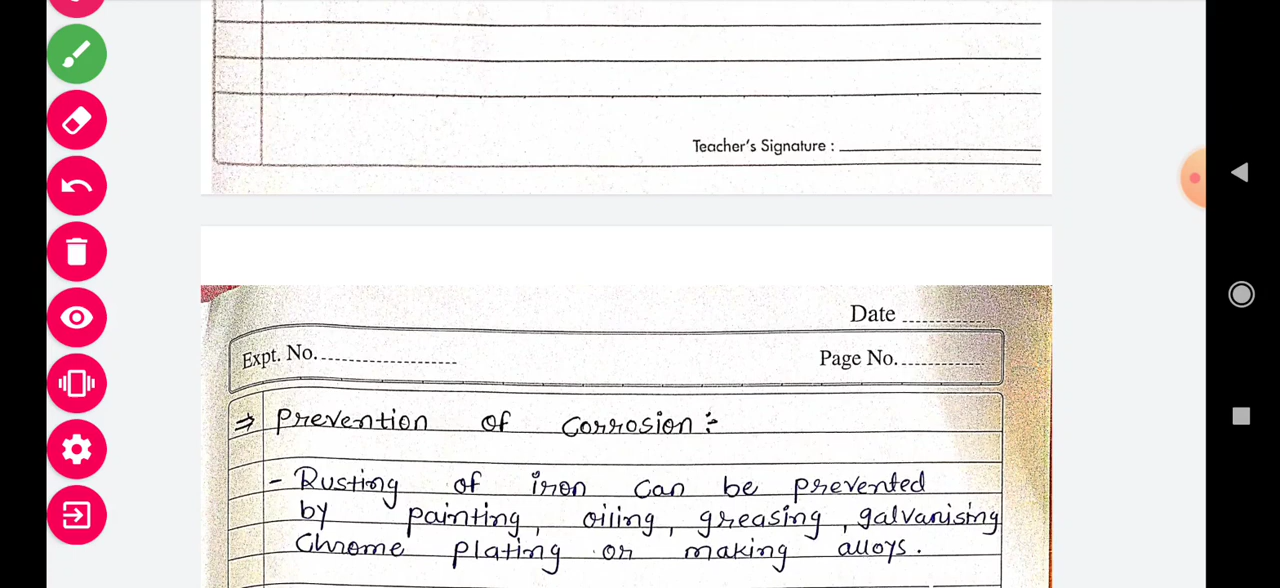 Teacher's Signature :
Date
Expt. No.
Page No.
⇒ Prevention of Corrosion :-
- Rusting of iron can be prevented
by painting, oiling, greasing, galvanising
Chrome plating or making alloys.